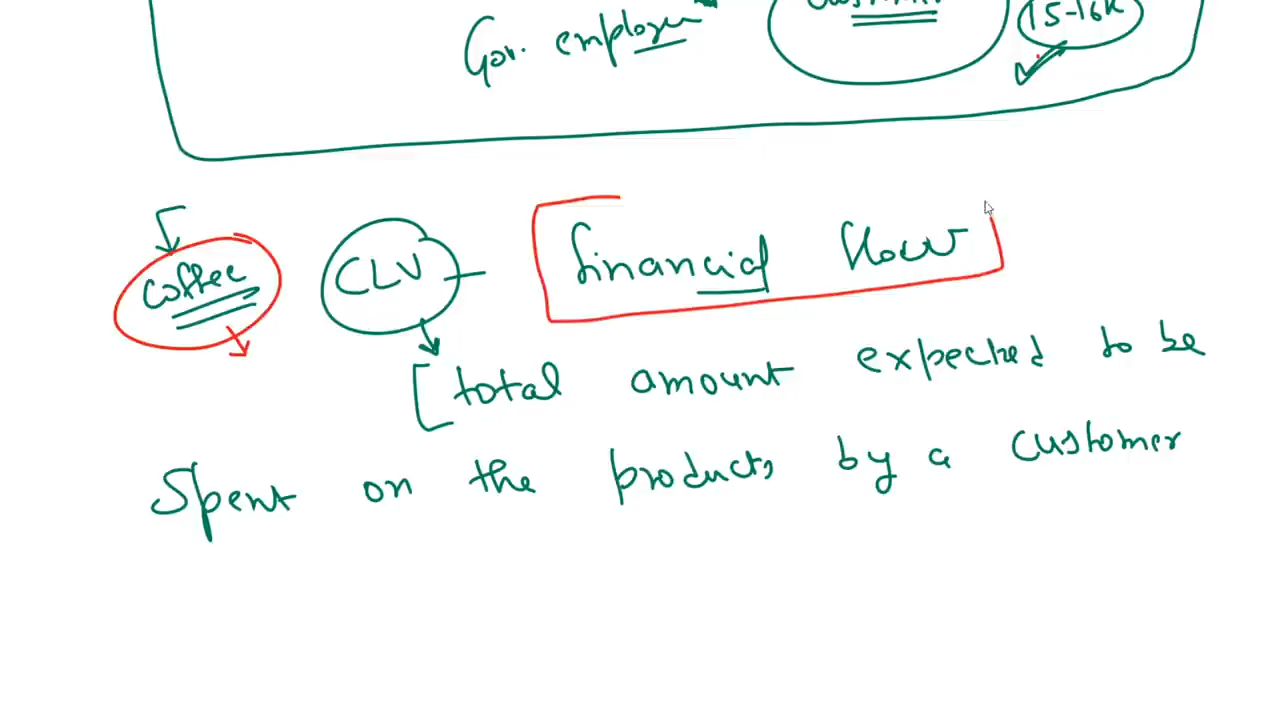 15-16k
Gov. employee
Coffee CLV - financial flow
[total amount expected to be
Spent on the products by a customer